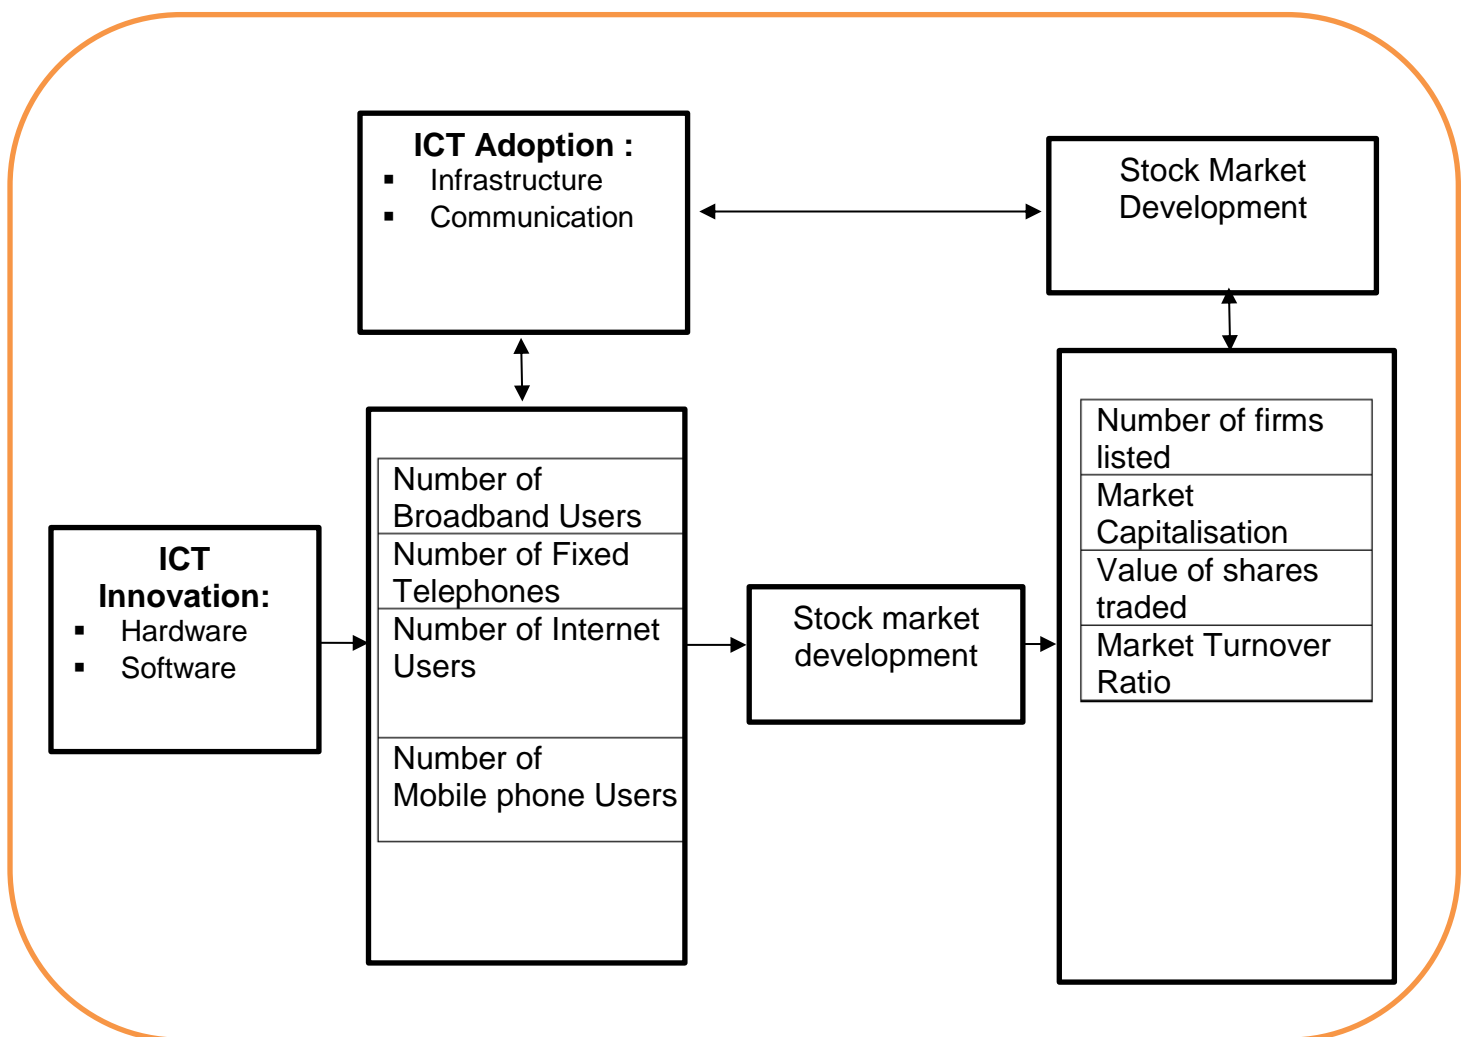 ICT Adoption :
▪ Infrastructure
▪ Communication
Stock Market
Development
ICT
Innovation:
▪ Hardware
▪ Software
Number of
Broadband Users
Number of Fixed
Telephones
Number of Internet
Users
Number of
Mobile phone Users
Stock market
development
Number of firms
listed
Market
Capitalisation
Value of shares
traded
Market Turnover
Ratio